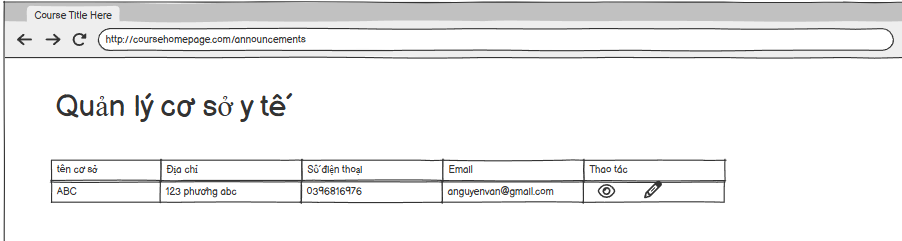 Course Title Here
http://coursehomepage.com/announcements
Quản lý cơ sở y tế
tên cơ sở Địa chỉ Số điện thoại Email Thao tác
ABC 123 phường abc 0396816976 anguyenvan@gmail.com